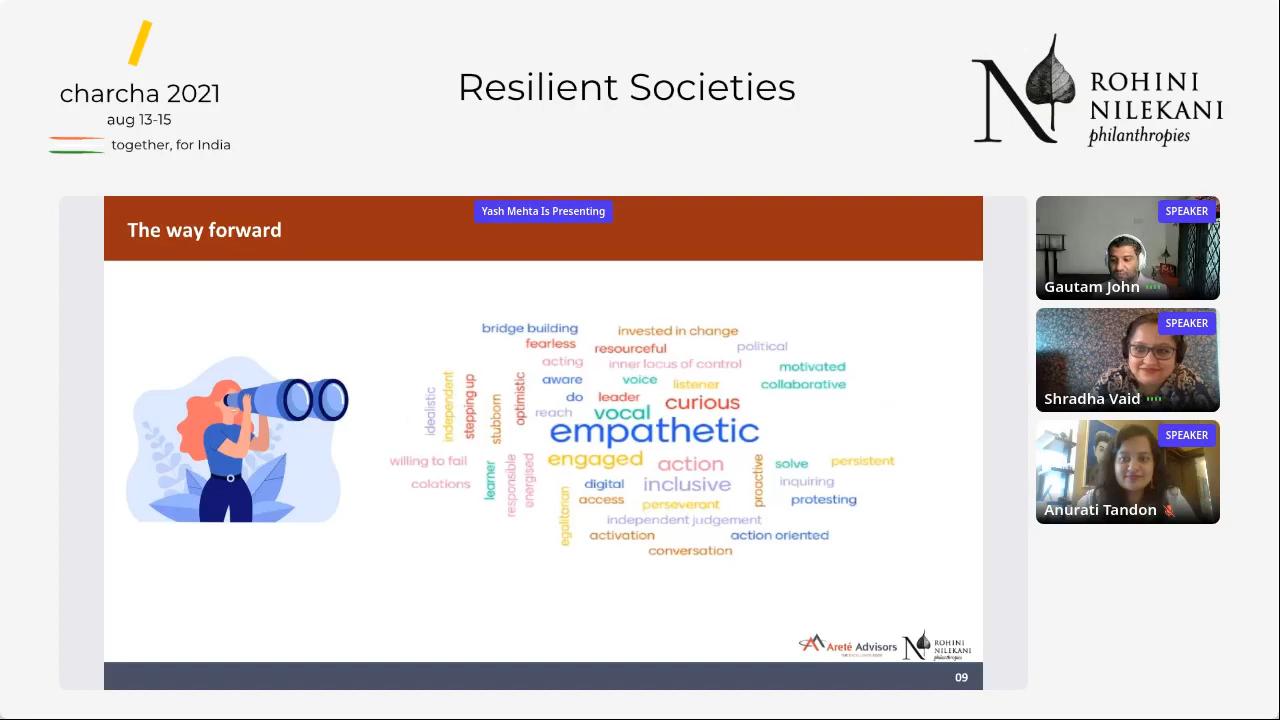 charcha 2021
aug 13-15
together, for India
Resilient Societies
N ROHINI
NILEKANI
philanthropies
Yash Mehta Is Presenting
The way forward
bridge building
invested in change
fearless
resourceful
political
acting
inner locus of control
motivated
aware
voice
listener
collaborative
idealistic
independent
stepping up
stubborn
optimistic
do
leader
curious
reach
vocal
empathetic
willing to fail
engaged
action
proactive
solve
persistent
colations
learner
responsible
energised
digital
inclusive
inquiring
egalitarian
access
perseverant
protesting
independent judgement
activation
action oriented
conversation
Areté Advisors
N ROHINI
NILEKANI
philanthropies
09
SPEAKER
Gautam John
SPEAKER
Shradha Vaid
SPEAKER
Anurati Tandon